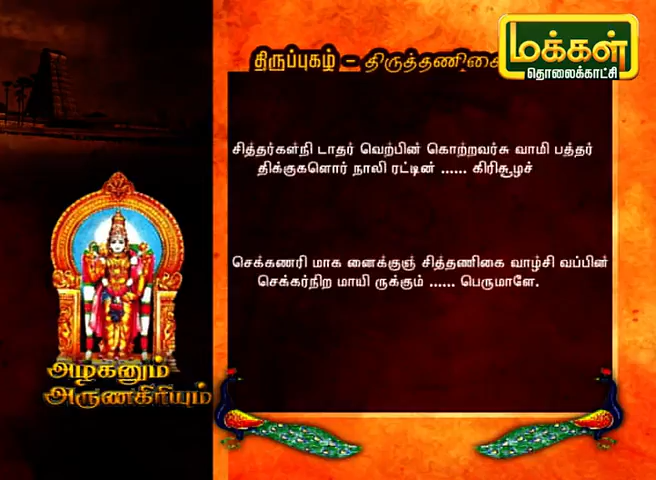 திருப்புகழ் - திருத்தணிகை
மக்கள்
தொலைக்காட்சி
சித்தர்கள்நி டாதர் வெற்பின் கொற்றவர்சு வாமி பத்தர்
திக்குகளொர் நாலி ரட்டின் ...... கிரிசூழச்
செக்கணரி மாக னைக்குஞ் சித்தணிகை வாழ்சி வப்பின்
செக்கர்நிற மாயி ருக்கும் ...... பெருமாளே.
அழகனும்
அருணகிரியும்